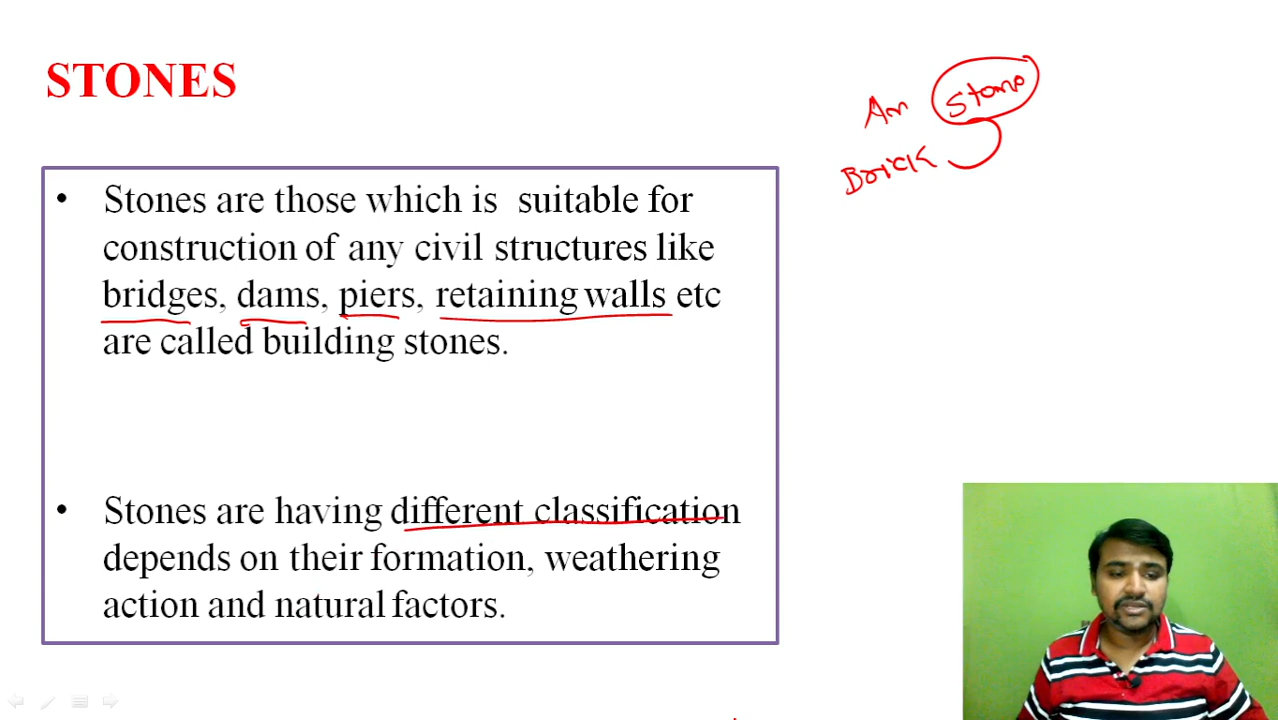 STONES
An Stone
Brick
• Stones are those which is suitable for
construction of any civil structures like
bridges, dams, piers, retaining walls etc
are called building stones.
• Stones are having different classification
depends on their formation, weathering
action and natural factors.